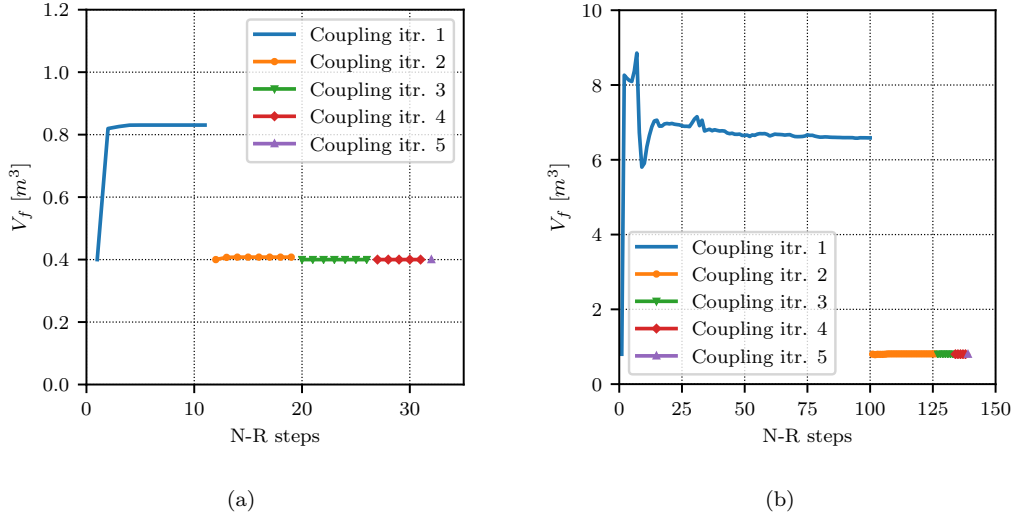 1.2
1.0
0.8
0.6
0.4
0.2
0.0
V_f [m^3]
0
10
20
30
N-R steps
Coupling itr. 1
Coupling itr. 2
Coupling itr. 3
Coupling itr. 4
Coupling itr. 5
(a)
10
8
6
4
2
0
V_f [m^3]
0
25
50
75
100
125
150
N-R steps
Coupling itr. 1
Coupling itr. 2
Coupling itr. 3
Coupling itr. 4
Coupling itr. 5
(b)